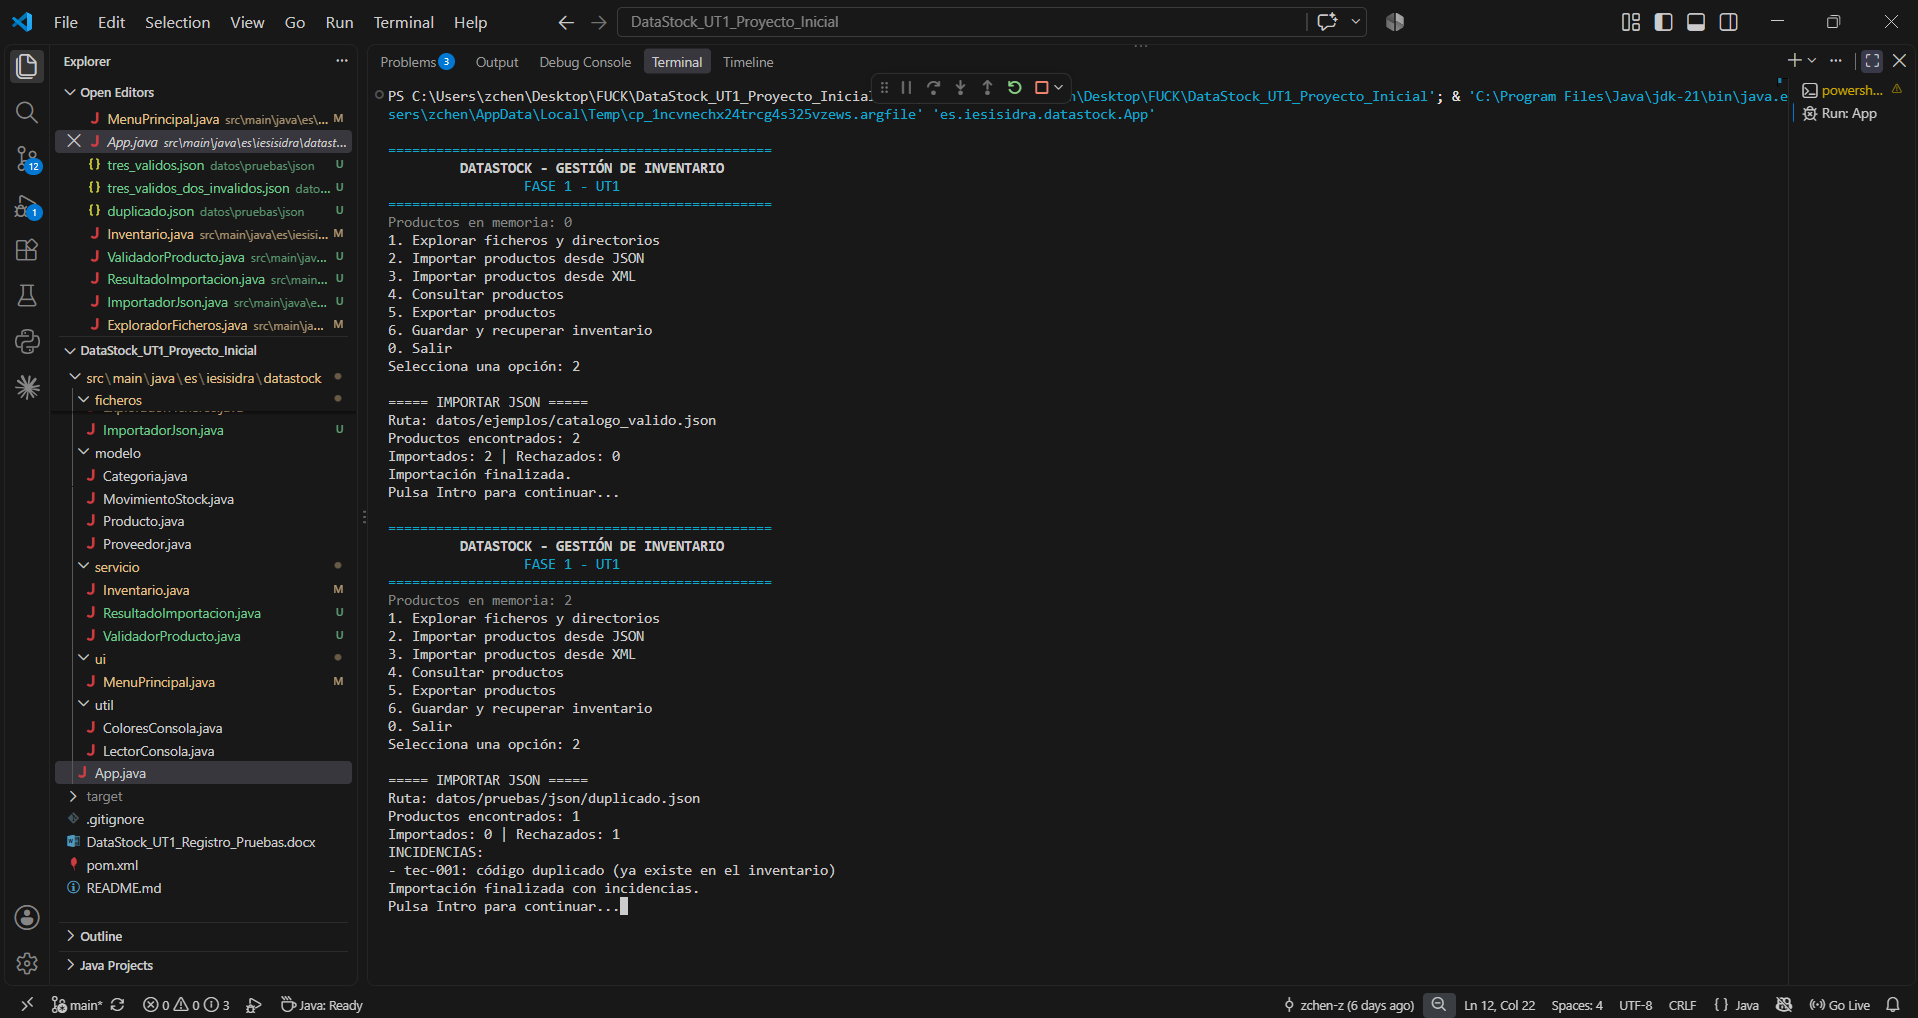 File Edit Selection View Go Run Terminal Help
DataStock_UT1_Proyecto_Inicial
Explorer
Open Editors
MenuPrincipal.java src\main\java\es\... M
App.java src\main\java\es\iesisidra\datast...
tres_validos.json datos\pruebas\json U
tres_validos_dos_invalidos.json dato... U
duplicado.json datos\pruebas\json U
Inventario.java src\main\java\es\iesisi... M
ValidadorProducto.java src\main\jav... U
ResultadoImportacion.java src\main... U
ImportadorJson.java src\main\java\e... U
ExploradorFicheros.java src\main\ja... M
12
1
DataStock_UT1_Proyecto_Inicial
src\main\java\es\iesisidra\datastock
ficheros
ImportadorJson.java U
modelo
Categoria.java
MovimientoStock.java
Producto.java
Proveedor.java
servicio
Inventario.java M
ResultadoImportacion.java U
ValidadorProducto.java U
ui
MenuPrincipal.java M
util
ColoresConsola.java
LectorConsola.java
App.java
target
.gitignore
DataStock_UT1_Registro_Pruebas.docx
pom.xml
README.md
Outline
Java Projects
Problems 3 Output Debug Console Terminal Timeline
PS C:\Users\zchen\Desktop\FUCK\DataStock_UT1_Proyecto_Inicial \Desktop\FUCK\DataStock_UT1_Proyecto_Inicial'; & 'C:\Program Files\Java\jdk-21\bin\java.e
sers\zchen\AppData\Local\Temp\cp_1ncvnechx24trcg4s325vzews.argfile' 'es.iesisidra.datastock.App'
================================================
DATASTOCK - GESTIÓN DE INVENTARIO
FASE 1 - UT1
================================================
Productos en memoria: 0
1. Explorar ficheros y directorios
2. Importar productos desde JSON
3. Importar productos desde XML
4. Consultar productos
5. Exportar productos
6. Guardar y recuperar inventario
0. Salir
Selecciona una opción: 2
===== IMPORTAR JSON =====
Ruta: datos/ejemplos/catalogo_valido.json
Productos encontrados: 2
Importados: 2 | Rechazados: 0
Importación finalizada.
Pulsa Intro para continuar...
================================================
DATASTOCK - GESTIÓN DE INVENTARIO
FASE 1 - UT1
================================================
Productos en memoria: 2
1. Explorar ficheros y directorios
2. Importar productos desde JSON
3. Importar productos desde XML
4. Consultar productos
5. Exportar productos
6. Guardar y recuperar inventario
0. Salir
Selecciona una opción: 2
===== IMPORTAR JSON =====
Ruta: datos/pruebas/json/duplicado.json
Productos encontrados: 1
Importados: 0 | Rechazados: 1
INCIDENCIAS:
- tec-001: código duplicado (ya existe en el inventario)
Importación finalizada con incidencias.
Pulsa Intro para continuar...
powersh...
Run: App
main* 0 0 3 Java: Ready
zchen-z (6 days ago) Ln 12, Col 22 Spaces: 4 UTF-8 CRLF {} Java Go Live